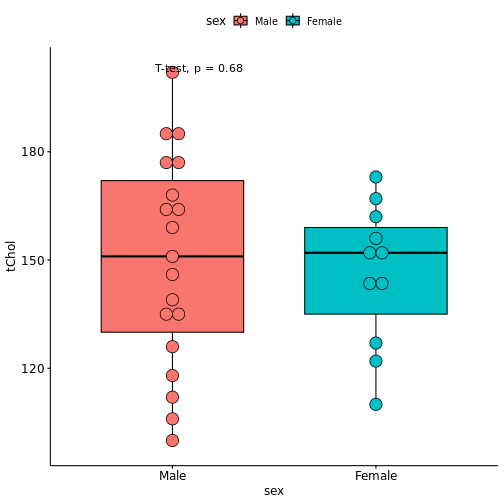 sex Male Female
T-test, p = 0.68
180
150
120
tChol
Male Female
sex